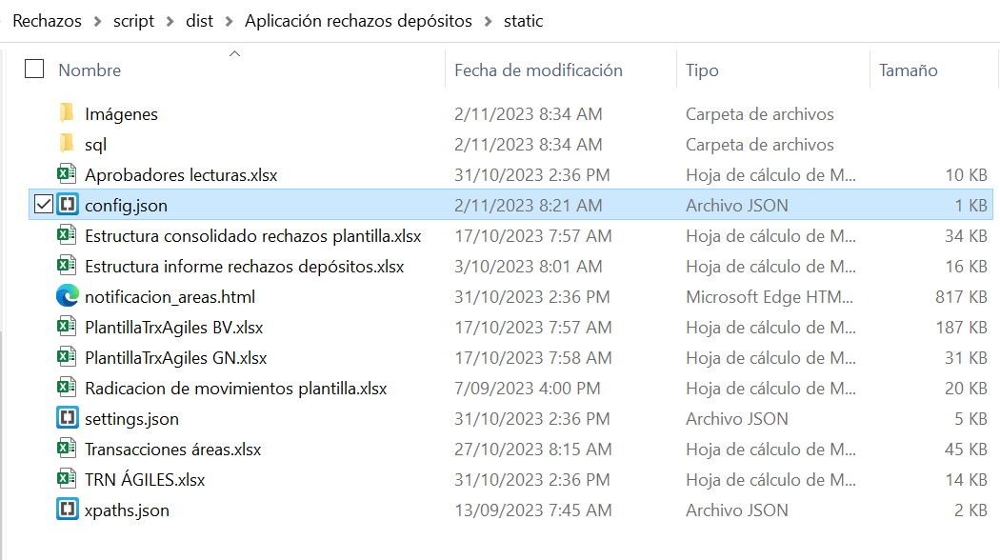 Rechazos > script > dist > Aplicación rechazos depósitos > static
Nombre Fecha de modificación Tipo Tamaño
Imágenes 2/11/2023 8:34 AM Carpeta de archivos
sql 2/11/2023 8:34 AM Carpeta de archivos
Aprobadores lecturas.xlsx 31/10/2023 2:36 PM Hoja de cálculo de M... 10 KB
config.json 2/11/2023 8:21 AM Archivo JSON 1 KB
Estructura consolidado rechazos plantilla.xlsx 17/10/2023 7:57 AM Hoja de cálculo de M... 34 KB
Estructura informe rechazos depósitos.xlsx 3/10/2023 8:01 AM Hoja de cálculo de M... 16 KB
notificacion_areas.html 31/10/2023 2:36 PM Microsoft Edge HTM... 817 KB
PlantillaTrxAgiles BV.xlsx 17/10/2023 7:57 AM Hoja de cálculo de M... 187 KB
PlantillaTrxAgiles GN.xlsx 17/10/2023 7:58 AM Hoja de cálculo de M... 31 KB
Radicacion de movimientos plantilla.xlsx 7/09/2023 4:00 PM Hoja de cálculo de M... 20 KB
settings.json 31/10/2023 2:36 PM Archivo JSON 5 KB
Transacciones áreas.xlsx 27/10/2023 8:15 AM Hoja de cálculo de M... 45 KB
TRN ÁGILES.xlsx 31/10/2023 2:36 PM Hoja de cálculo de M... 14 KB
xpaths.json 13/09/2023 7:45 AM Archivo JSON 2 KB